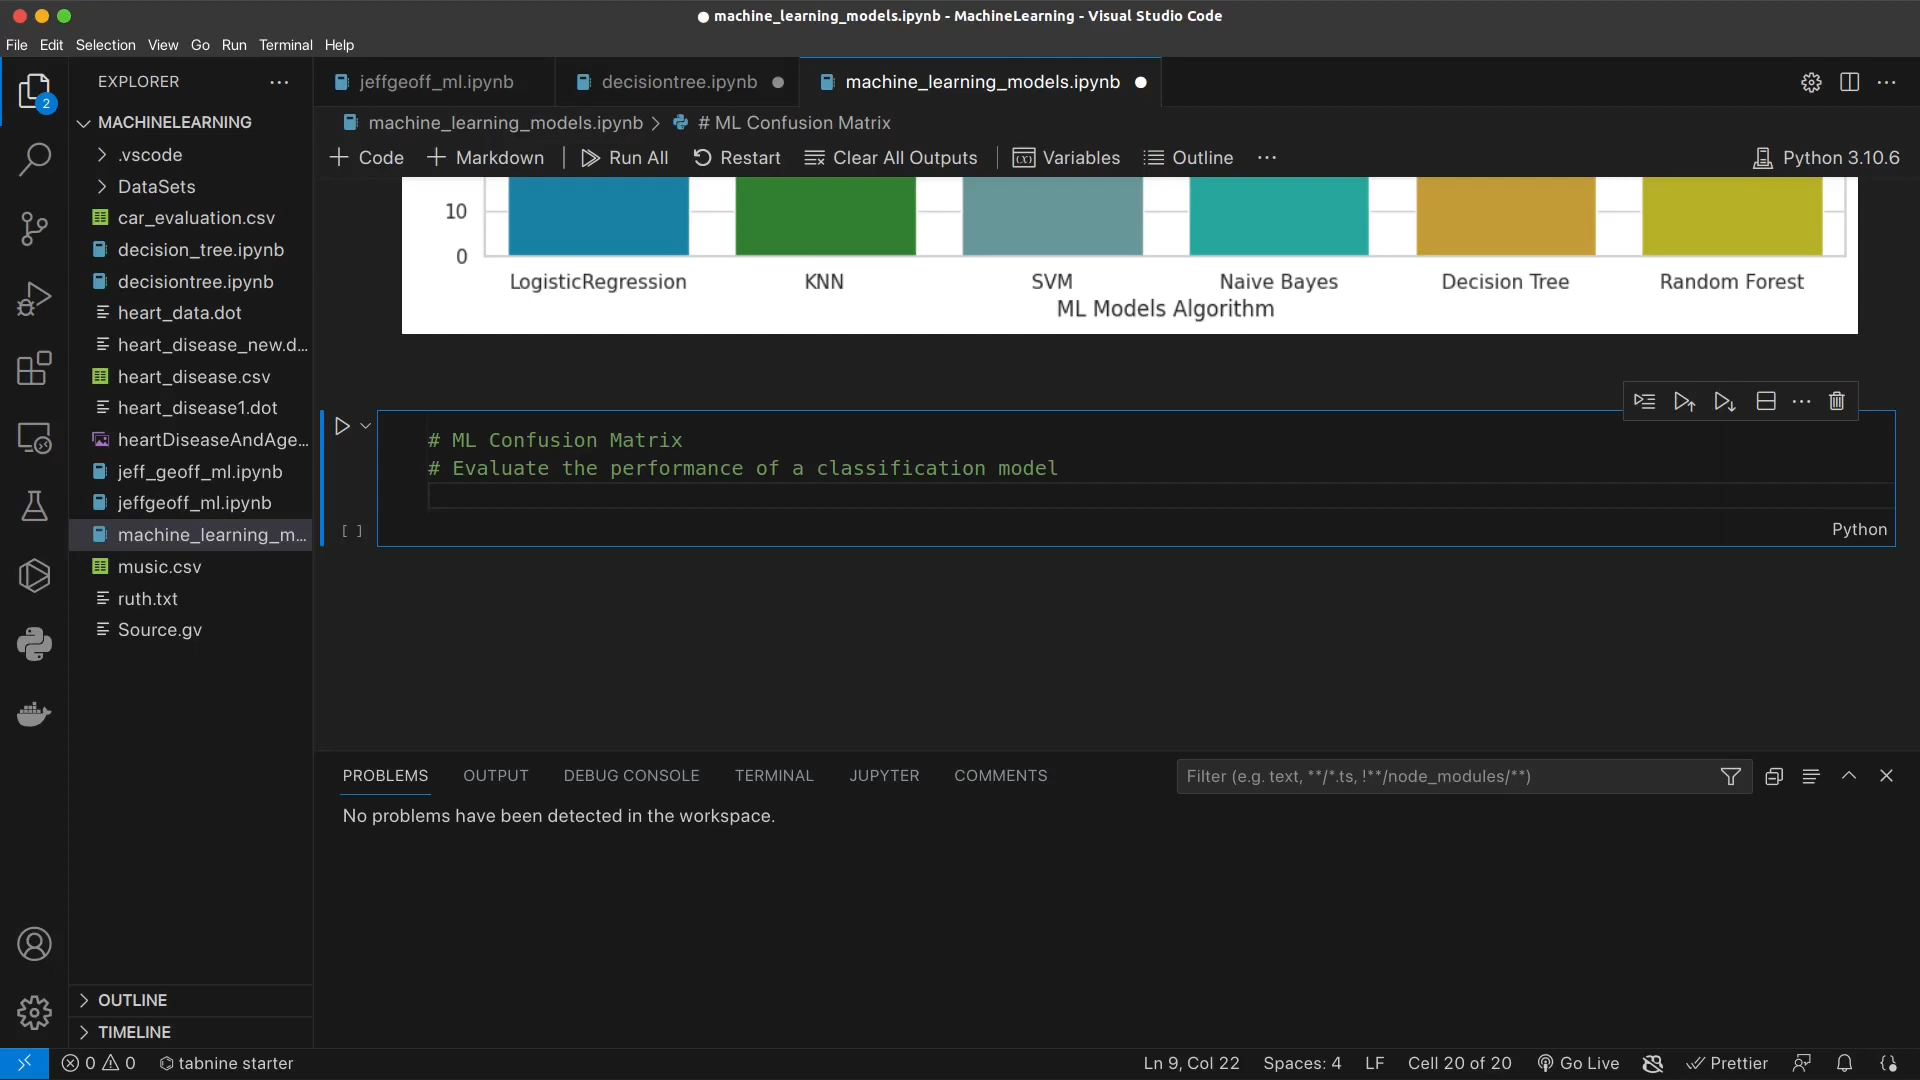 machine_learning_models.ipynb - MachineLearning - Visual Studio Code
File Edit Selection View Go Run Terminal Help
EXPLORER
jeffgeoff_ml.ipynb
decisiontree.ipynb
machine_learning_models.ipynb
2
MACHINELEARNING
machine_learning_models.ipynb > # ML Confusion Matrix
.vscode
Code Markdown Run All Restart Clear All Outputs Variables Outline ... Python 3.10.6
DataSets
car_evaluation.csv
decision_tree.ipynb
decisiontree.ipynb
heart_data.dot
heart_disease_new.d...
heart_disease.csv
heart_disease1.dot
heartDiseaseAndAge...
jeff_geoff_ml.ipynb
jeffgeoff_ml.ipynb
machine_learning_m...
music.csv
ruth.txt
Source.gv
OUTLINE
TIMELINE
10
0
LogisticRegression KNN SVM Naive Bayes Decision Tree Random Forest
ML Models Algorithm
# ML Confusion Matrix
# Evaluate the performance of a classification model
[ ]
Python
PROBLEMS OUTPUT DEBUG CONSOLE TERMINAL JUPYTER COMMENTS
Filter (e.g. text, **/*.ts, !**/node_modules/**)
No problems have been detected in the workspace.
0 0 tabnine starter Ln 9, Col 22 Spaces: 4 LF Cell 20 of 20 Go Live Prettier